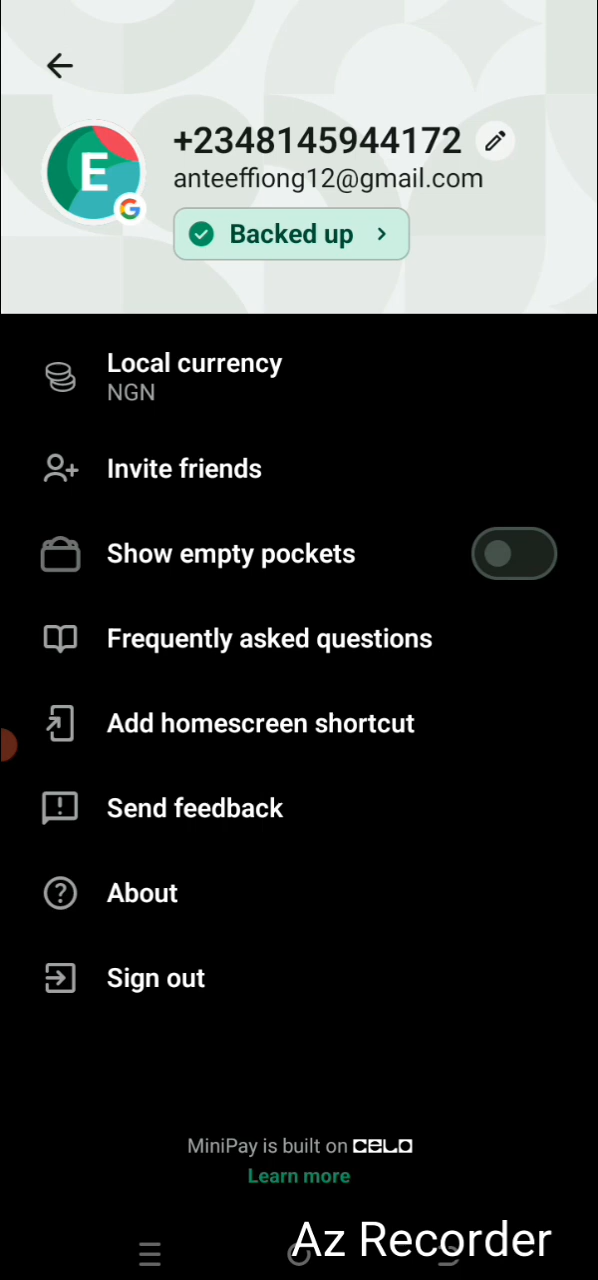 +2348145944172
E
anteeffiong12@gmail.com
G
Backed up
Local currency
NGN
Invite friends
Show empty pockets
Frequently asked questions
Add homescreen shortcut
Send feedback
About
Sign out
MiniPay is built on CELO
Learn more
Az Recorder